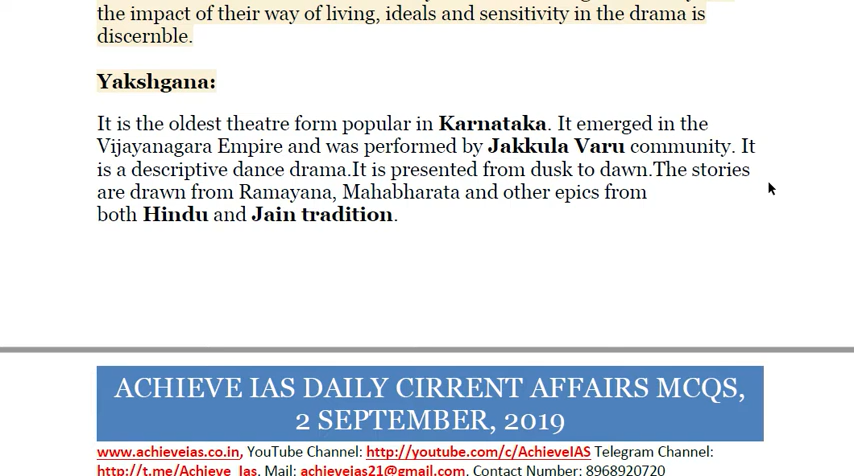 the impact of their way of living, ideals and sensitivity in the drama is
discernble.
Yakshgana:
It is the oldest theatre form popular in Karnataka. It emerged in the
Vijayanagara Empire and was performed by Jakkula Varu community. It
is a descriptive dance drama.It is presented from dusk to dawn.The stories
are drawn from Ramayana, Mahabharata and other epics from
both Hindu and Jain tradition.
ACHIEVE IAS DAILY CIRRENT AFFAIRS MCQS,
2 SEPTEMBER, 2019
www.achieveias.co.in, YouTube Channel: http://youtube.com/c/AchieveIAS Telegram Channel:
http://t.me/Achieve_Ias, Mail: achieveias21@gmail.com, Contact Number: 8968920720